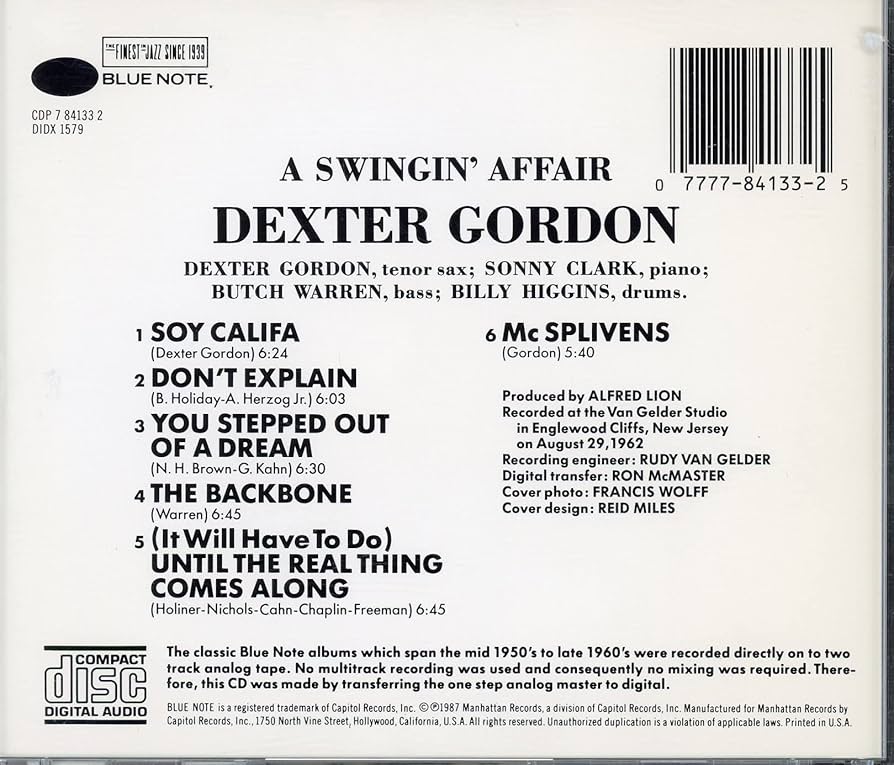 THE FINEST IN JAZZ SINCE 1939
BLUE NOTE.
CDP 7 84133 2
DIDX 1579
0 7777-84133-2 5
A SWINGIN' AFFAIR
DEXTER GORDON
DEXTER GORDON, tenor sax; SONNY CLARK, piano;
BUTCH WARREN, bass; BILLY HIGGINS, drums.
1 SOY CALIFA
(Dexter Gordon) 6:24
2 DON'T EXPLAIN
(B. Holiday-A. Herzog Jr.) 6:03
3 YOU STEPPED OUT
OF A DREAM
(N. H. Brown-G. Kahn) 6:30
4 THE BACKBONE
(Warren) 6:45
5 (It Will Have To Do)
UNTIL THE REAL THING
COMES ALONG
(Holiner-Nichols-Cahn-Chaplin-Freeman) 6:45
6 Mc SPLIVENS
(Gordon) 5:40
Produced by ALFRED LION
Recorded at the Van Gelder Studio
in Englewood Cliffs, New Jersey
on August 29, 1962
Recording engineer: RUDY VAN GELDER
Digital transfer: RON McMASTER
Cover photo: FRANCIS WOLFF
Cover design: REID MILES
COMPACT
disc
DIGITAL AUDIO
The classic Blue Note albums which span the mid 1950's to late 1960's were recorded directly on to two
track analog tape. No multitrack recording was used and consequently no mixing was required. There-
fore, this CD was made by transferring the one step analog master to digital.
BLUE NOTE is a registered trademark of Capitol Records, Inc. ©℗1987 Manhattan Records, a division of Capitol Records, Inc. Manufactured for Manhattan Records by
Capitol Records, Inc., 1750 North Vine Street, Hollywood, California, U.S.A. All rights reserved. Unauthorized duplication is a violation of applicable laws. Printed in U.S.A.